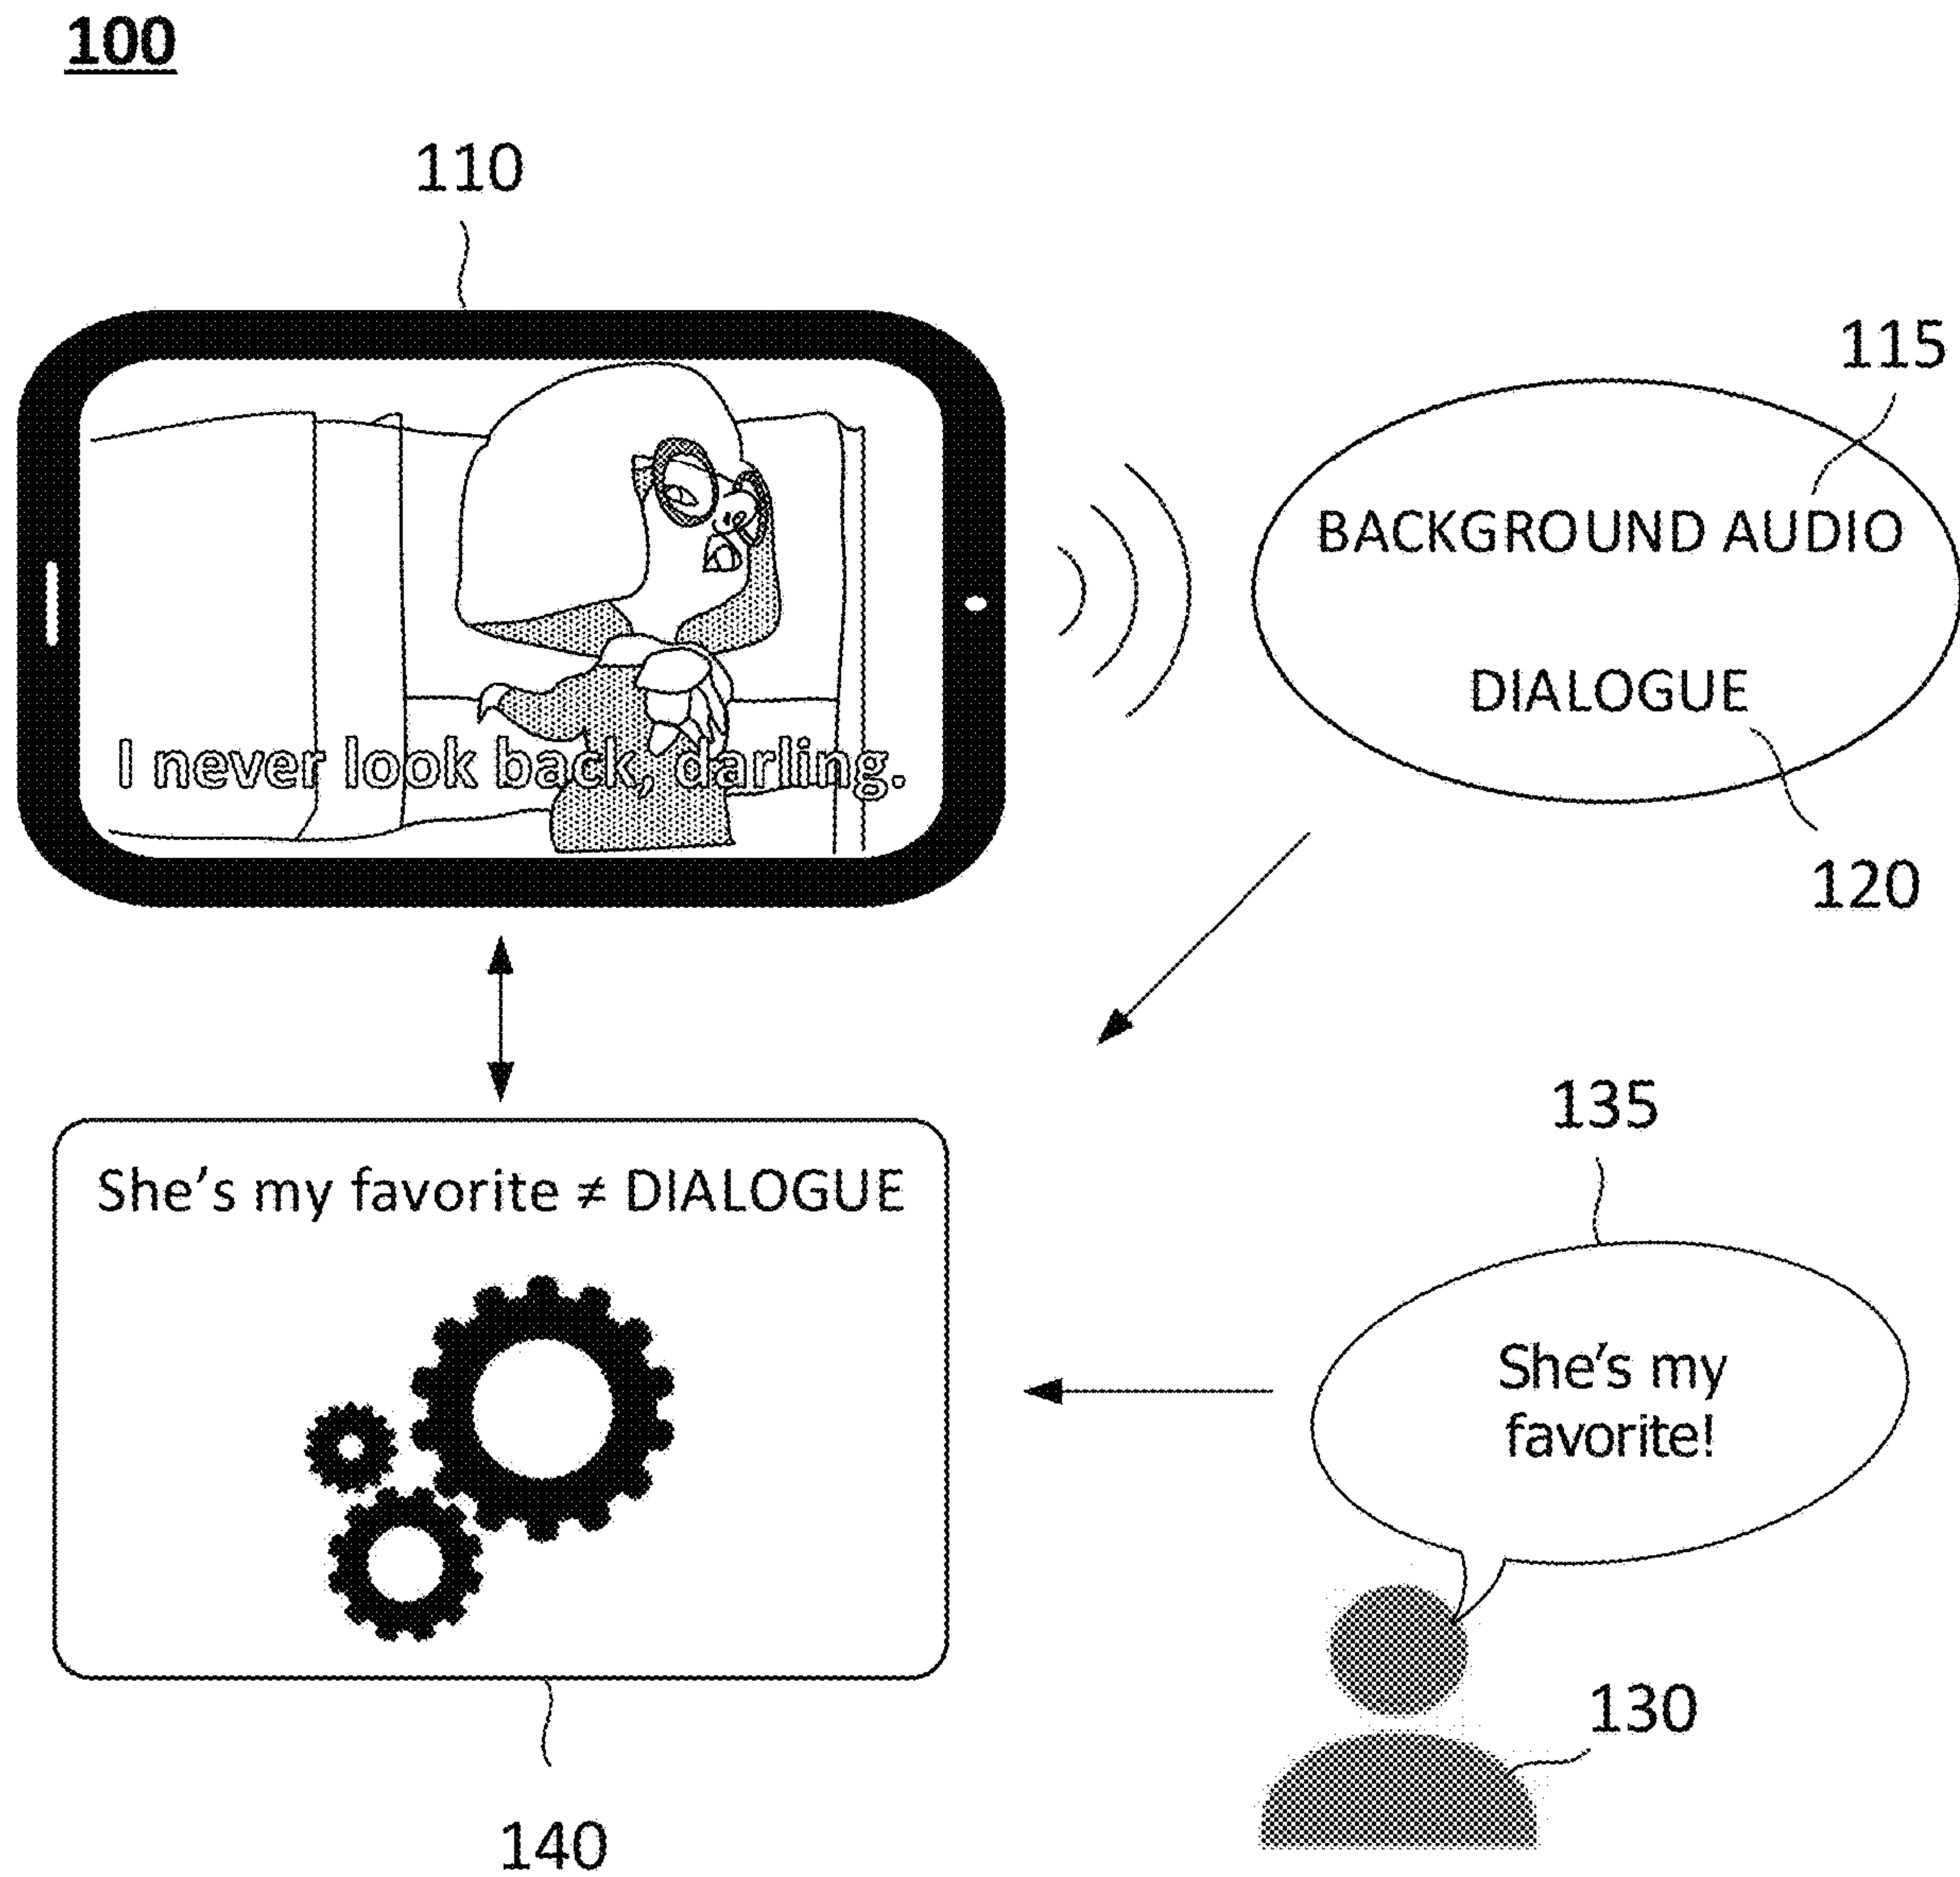 100
110
115
BACKGROUND AUDIO
DIALOGUE
I never look back, darling.
120
135
She's my favorite ≠ DIALOGUE
She's my
favorite!
130
140